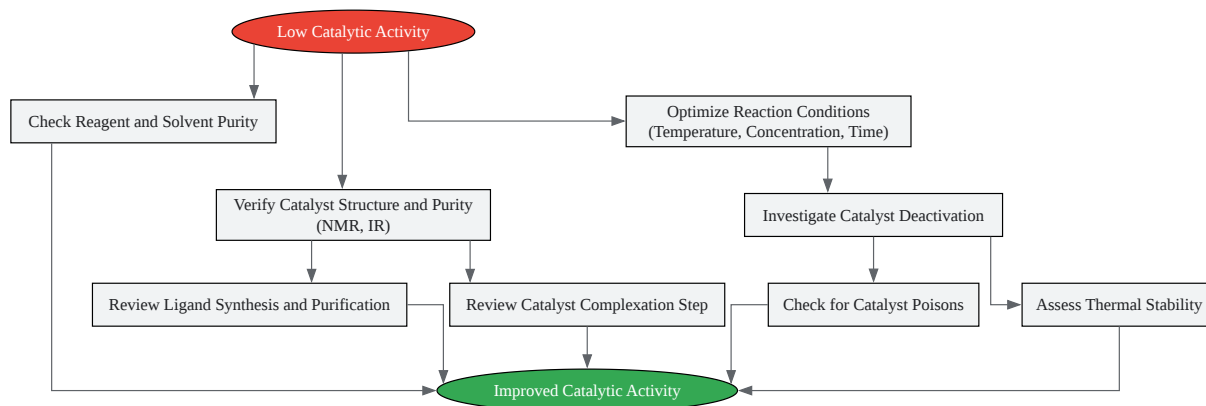 Low Catalytic Activity
Check Reagent and Solvent Purity
Optimize Reaction Conditions
(Temperature, Concentration, Time)
Verify Catalyst Structure and Purity
(NMR, IR)
Investigate Catalyst Deactivation
Review Ligand Synthesis and Purification
Review Catalyst Complexation Step
Check for Catalyst Poisons
Assess Thermal Stability
Improved Catalytic Activity